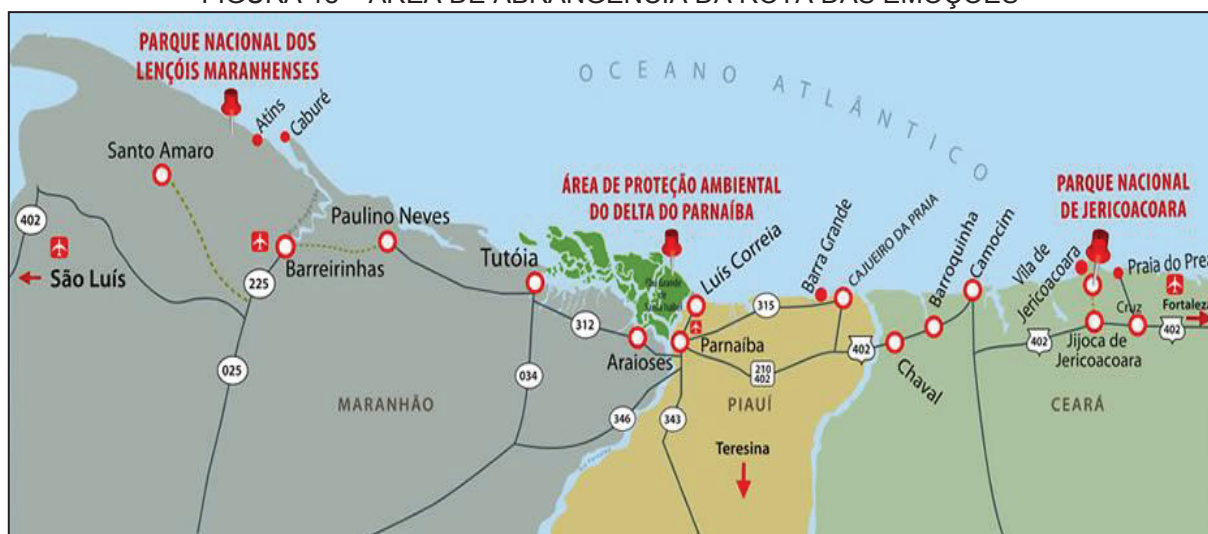 PARQUE NACIONAL DOS
LENÇÓIS MARANHENSES
Atins
Caburé
Santo Amaro
402
São Luís
225
Barreirinhas
Paulino Neves
025
MARANHÃO
Tutóia
312
034
346
Araioses
OCEANO ATLÂNTICO
ÁREA DE PROTEÇÃO AMBIENTAL
DO DELTA DO PARNAÍBA
Luís Correia
Parnaíba
343
315
210
402
PIAUÍ
Teresina
Barra Grande
CAJUEIRO DA PRAIA
402
Chaval
Barroquinha
Camocim
PARQUE NACIONAL
DE JERICOACOARA
Vila de
Jericoacoara
Praia do Prea
Fortaleza
Cruz
402
402
Jijoca de
Jericoacoara
CEARÁ